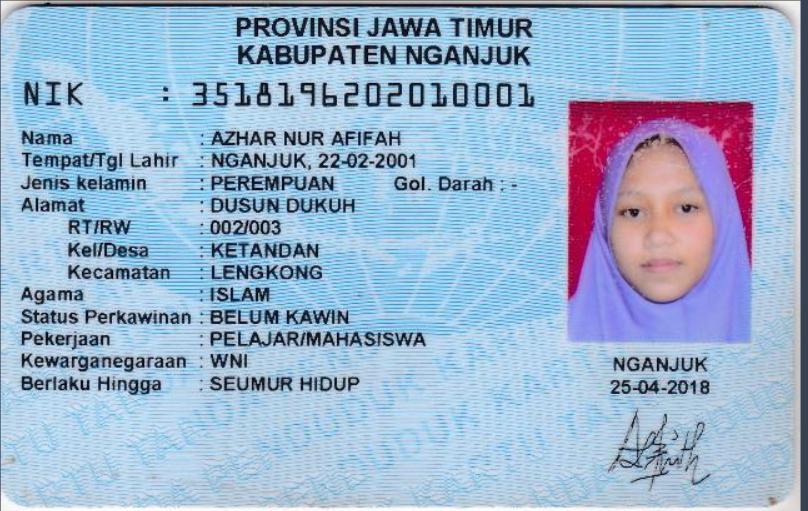 PROVINSI JAWA TIMUR
KABUPATEN NGANJUK
NIK : 3518196202010001
Nama : AZHAR NUR AFIFAH
Tempat/Tgl Lahir : NGANJUK, 22-02-2001
Jenis kelamin : PEREMPUAN Gol. Darah : -
Alamat : DUSUN DUKUH
RT/RW : 002/003
Kel/Desa : KETANDAN
Kecamatan : LENGKONG
Agama : ISLAM
Status Perkawinan : BELUM KAWIN
Pekerjaan : PELAJAR/MAHASISWA
Kewarganegaraan : WNI
Berlaku Hingga : SEUMUR HIDUP
NGANJUK
25-04-2018